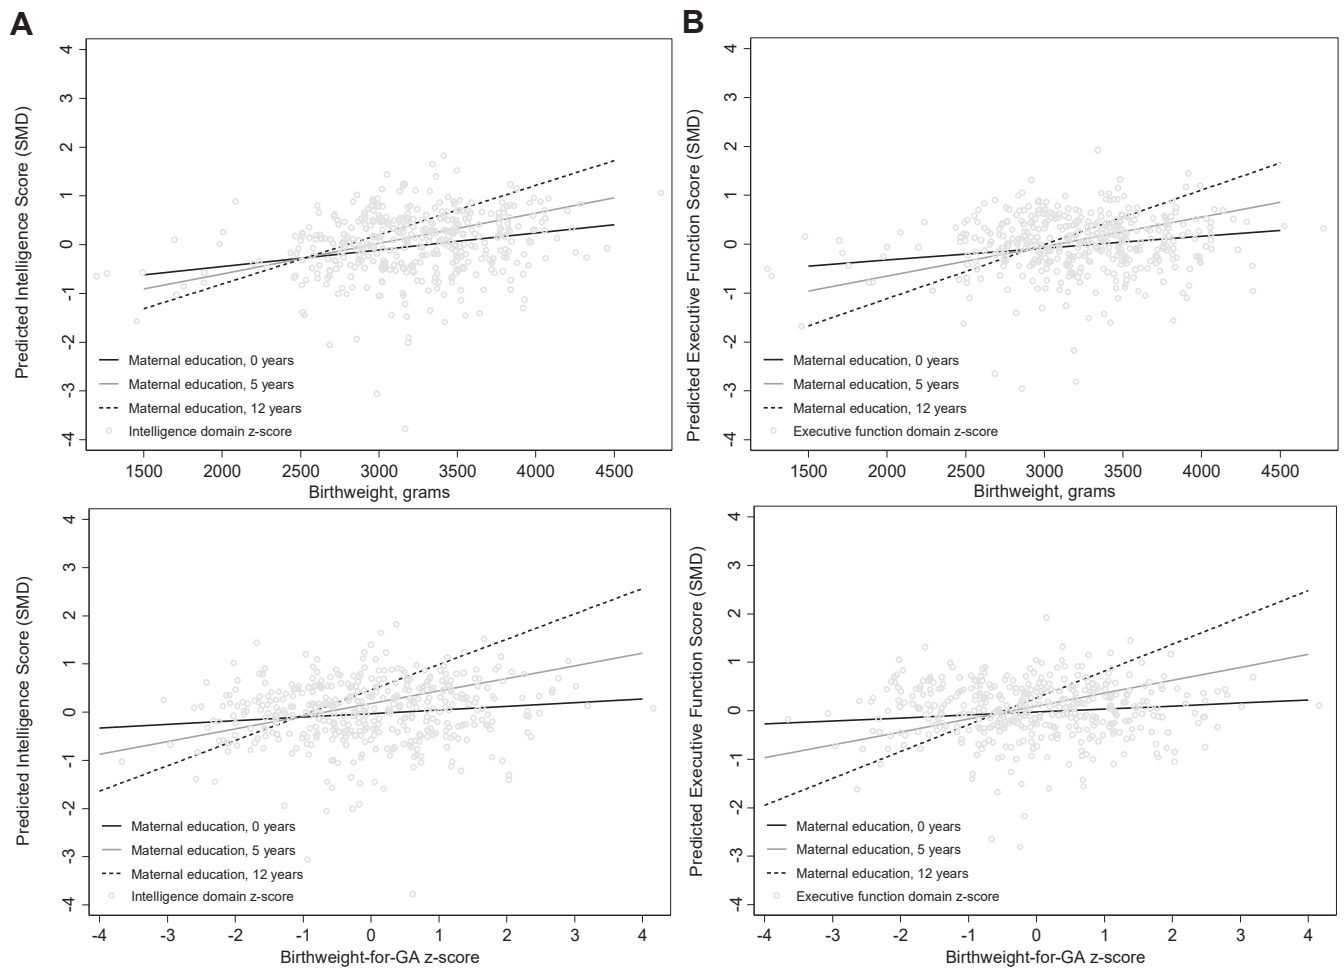 A
B
4
3
2
1
0
-1
-2
-3
-4
Predicted Intelligence Score (SMD)
Maternal education, 0 years
Maternal education, 5 years
Maternal education, 12 years
Intelligence domain z-score
1500 2000 2500 3000 3500 4000 4500
Birthweight, grams
4
3
2
1
0
-1
-2
-3
-4
Predicted Executive Function Score (SMD)
Maternal education, 0 years
Maternal education, 5 years
Maternal education, 12 years
Executive function domain z-score
1500 2000 2500 3000 3500 4000 4500
Birthweight, grams
4
3
2
1
0
-1
-2
-3
-4
Predicted Intelligence Score (SMD)
Maternal education, 0 years
Maternal education, 5 years
Maternal education, 12 years
Intelligence domain z-score
-4 -3 -2 -1 0 1 2 3 4
Birthweight-for-GA z-score
4
3
2
1
0
-1
-2
-3
-4
Predicted Executive Function Score (SMD)
Maternal education, 0 years
Maternal education, 5 years
Maternal education, 12 years
Executive function domain z-score
-4 -3 -2 -1 0 1 2 3 4
Birthweight-for-GA z-score